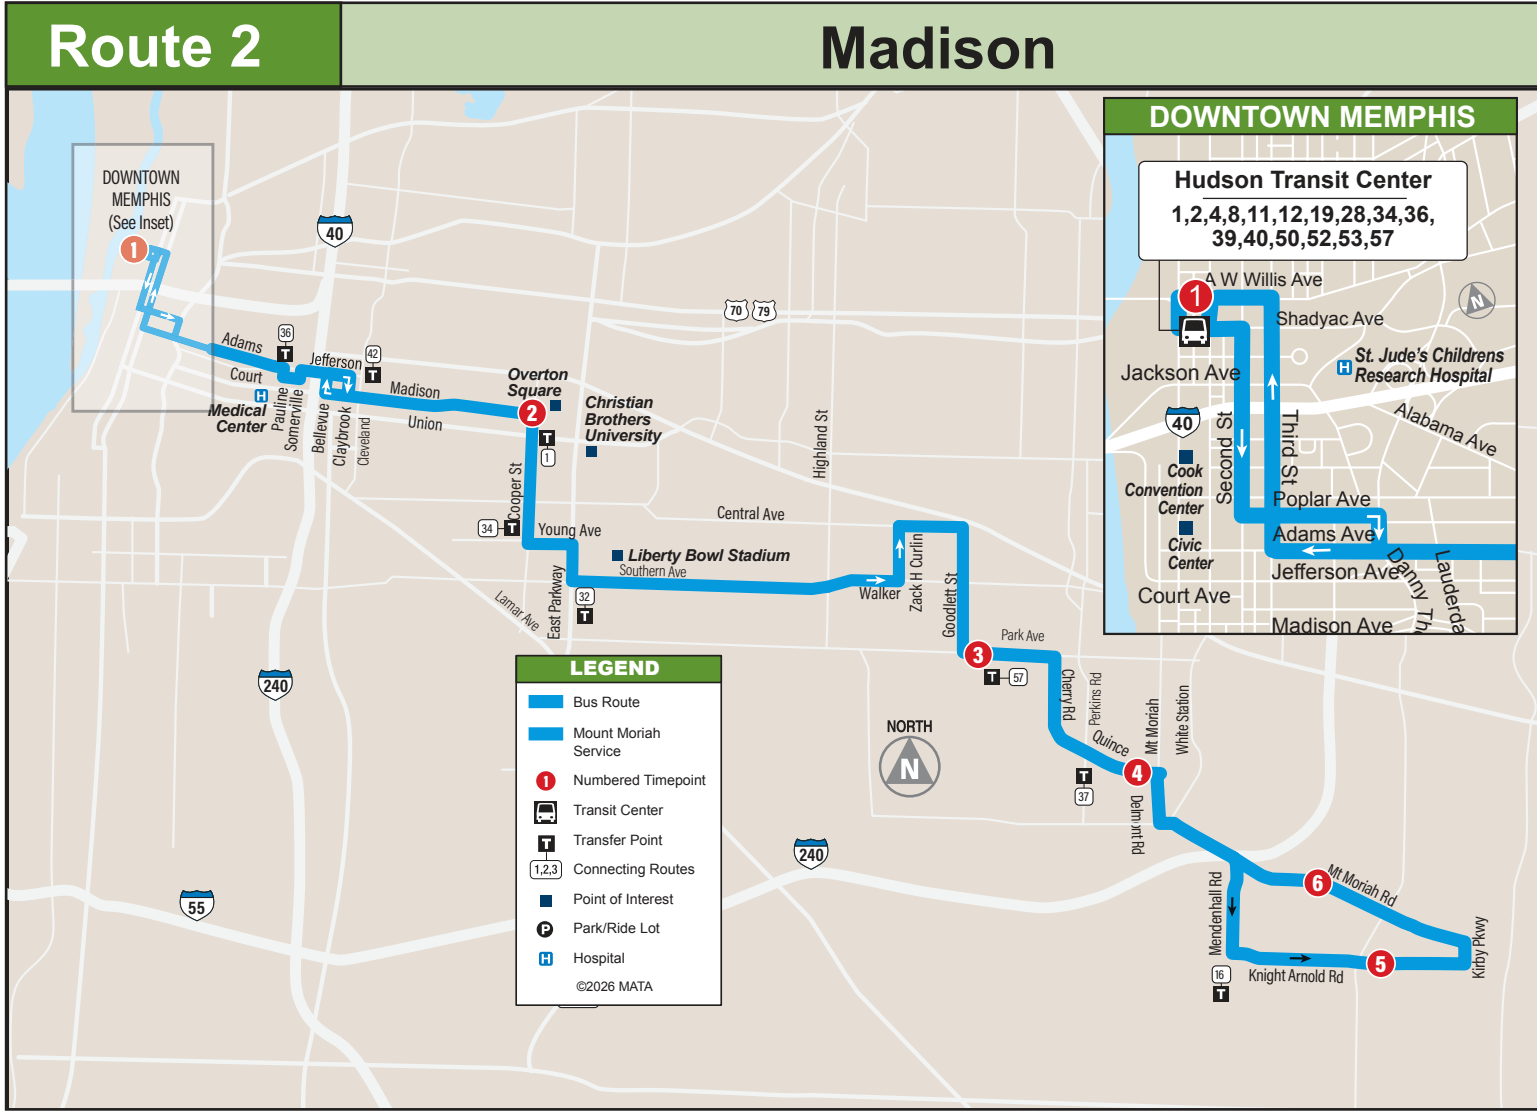 Route 2
Madison
DOWNTOWN
MEMPHIS
(See Inset)
1
40
70
79
36
T
Adams
Court
Jefferson
42
T
H
Medical
Center
Pauline
Somerville
Bellevue
Claybrook
Cleveland
Madison
Union
Overton
Square
2
T
1
Christian
Brothers
University
Highland St
Cooper St
34
T
Young Ave
Central Ave
Liberty Bowl Stadium
Southern Ave
Lamar Ave
East Parkway
32
T
Walker
Zack H Curlin
Goodlett St
3
Park Ave
T
57
Cherry Rd
Perkins Rd
Quince
Mt Moriah
White Station
4
T
37
Delmont Rd
240
240
55
NORTH
N
Mendenhall Rd
6
Mt Moriah Rd
5
Knight Arnold Rd
Kirby Pkwy
16
T
LEGEND
Bus Route
Mount Moriah
Service
1 Numbered Timepoint
Transit Center
T Transfer Point
1,2,3 Connecting Routes
Point of Interest
P Park/Ride Lot
H Hospital
©2026 MATA
DOWNTOWN MEMPHIS
Hudson Transit Center
1,2,4,8,11,12,19,28,34,36,
39,40,50,52,53,57
1
A W Willis Ave
N
Shadyac Ave
H
St. Jude's Childrens
Research Hospital
Jackson Ave
40
Alabama Ave
Second St
Third St
Cook
Convention
Center
Poplar Ave
Adams Ave
Civic
Center
Jefferson Ave
Danny Th
Lauderda
Court Ave
Madison Ave